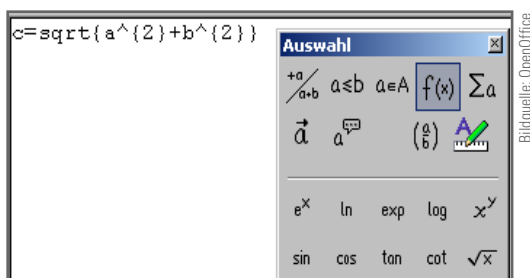 c=sqrt{a^{2}+b^{2}}
Auswahl
+a/a+b a≤b a∈A f(x) Σa
a⃗ a (a/b)
e^x ln exp log x^y
sin cos tan cot √x
Bildquelle: OpenOffice